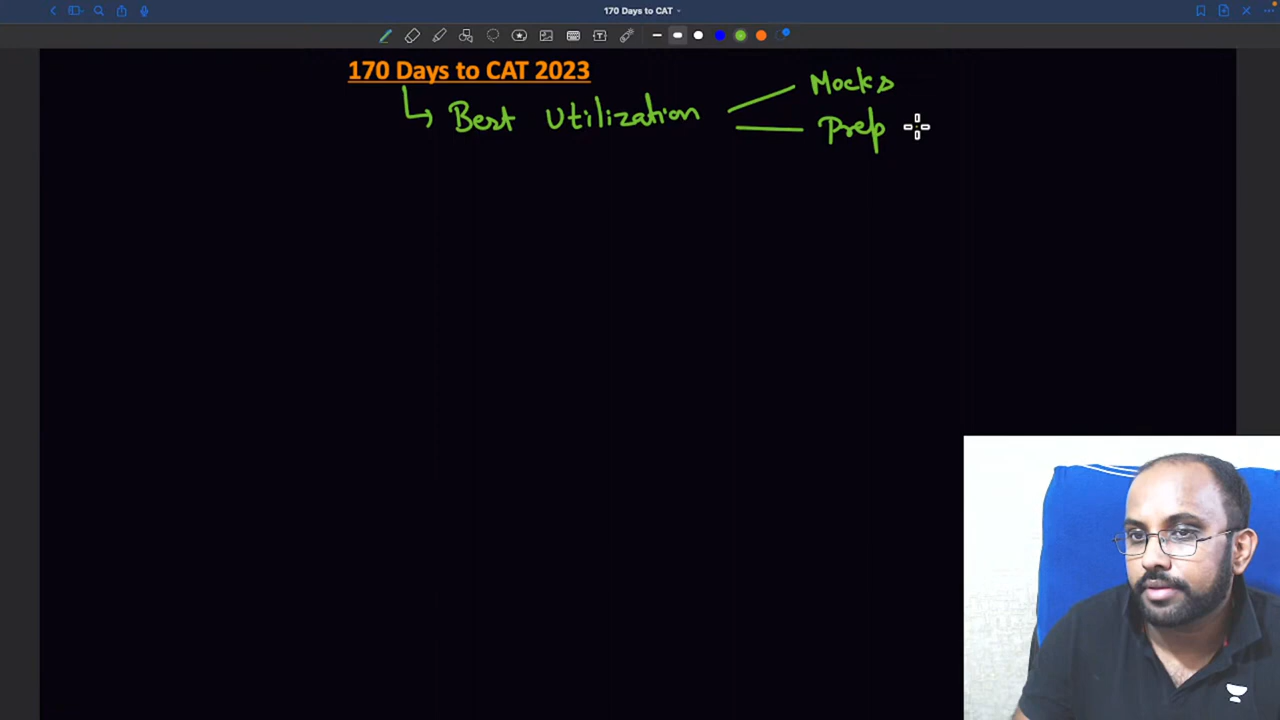 170 Days to CAT
170 Days to CAT 2023
Mocks
Best Utilization
Prep